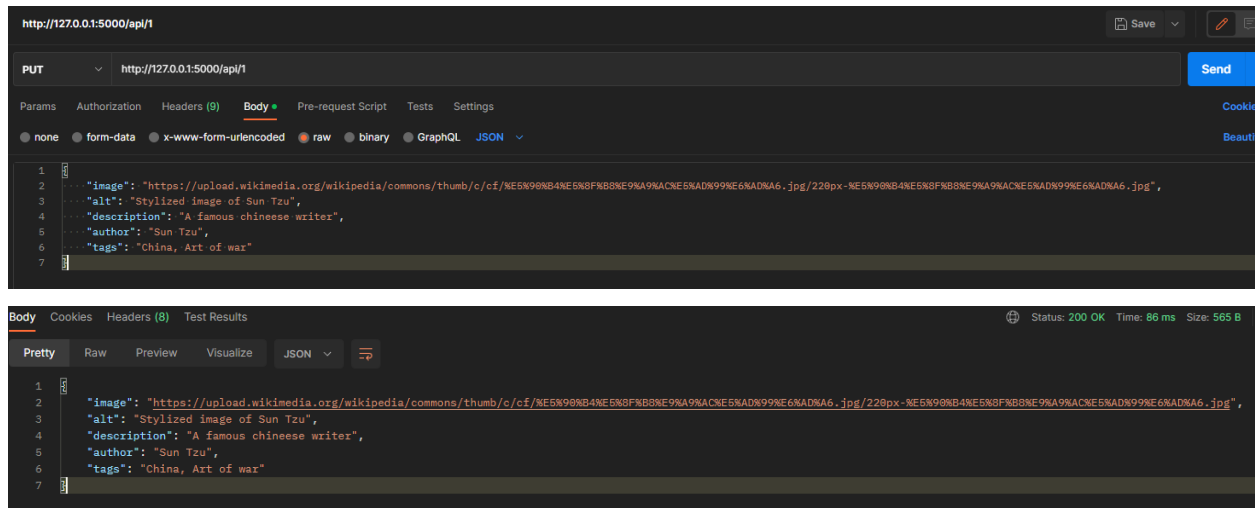 http://127.0.0.1:5000/api/1 Save
PUT http://127.0.0.1:5000/api/1 Send
Params Authorization Headers (9) Body Pre-request Script Tests Settings Cookie
none form-data x-www-form-urlencoded raw binary GraphQL JSON Beauti
1 {
2 "image": "https://upload.wikimedia.org/wikipedia/commons/thumb/c/cf/%E5%90%B4%E5%8F%B8%E9%A9%AC%E5%AD%99%E6%AD%A6.jpg/220px-%E5%90%B4%E5%8F%B8%E9%A9%AC%E5%AD%99%E6%AD%A6.jpg",
3 "alt": "Stylized image of Sun Tzu",
4 "description": "A famous chineese writer",
5 "author": "Sun Tzu",
6 "tags": "China, Art of war"
7 }
Body Cookies Headers (8) Test Results Status: 200 OK Time: 86 ms Size: 565 B
Pretty Raw Preview Visualize JSON
1 {
2 "image": "https://upload.wikimedia.org/wikipedia/commons/thumb/c/cf/%E5%90%B4%E5%8F%B8%E9%A9%AC%E5%AD%99%E6%AD%A6.jpg/220px-%E5%90%B4%E5%8F%B8%E9%A9%AC%E5%AD%99%E6%AD%A6.jpg",
3 "alt": "Stylized image of Sun Tzu",
4 "description": "A famous chineese writer",
5 "author": "Sun Tzu",
6 "tags": "China, Art of war"
7 }